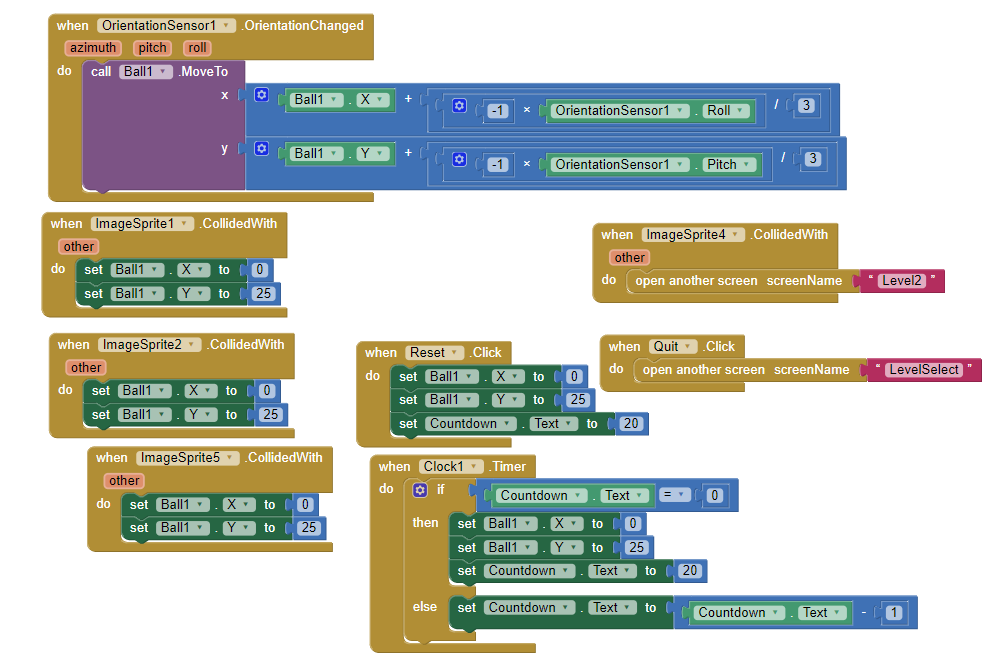 when OrientationSensor1 .OrientationChanged
azimuth pitch roll
do call Ball1 .MoveTo
x Ball1 . X + -1 × OrientationSensor1 . Roll / 3
y Ball1 . Y + -1 × OrientationSensor1 . Pitch / 3
when ImageSprite1 .CollidedWith
other
do set Ball1 . X to 0
set Ball1 . Y to 25
when ImageSprite4 .CollidedWith
other
do open another screen screenName “ Level2 ”
when ImageSprite2 .CollidedWith
other
do set Ball1 . X to 0
set Ball1 . Y to 25
when Reset .Click
do set Ball1 . X to 0
set Ball1 . Y to 25
set Countdown . Text to 20
when Quit .Click
do open another screen screenName “ LevelSelect ”
when ImageSprite5 .CollidedWith
other
do set Ball1 . X to 0
set Ball1 . Y to 25
when Clock1 .Timer
do if Countdown . Text = 0
then set Ball1 . X to 0
set Ball1 . Y to 25
set Countdown . Text to 20
else set Countdown . Text to Countdown . Text - 1